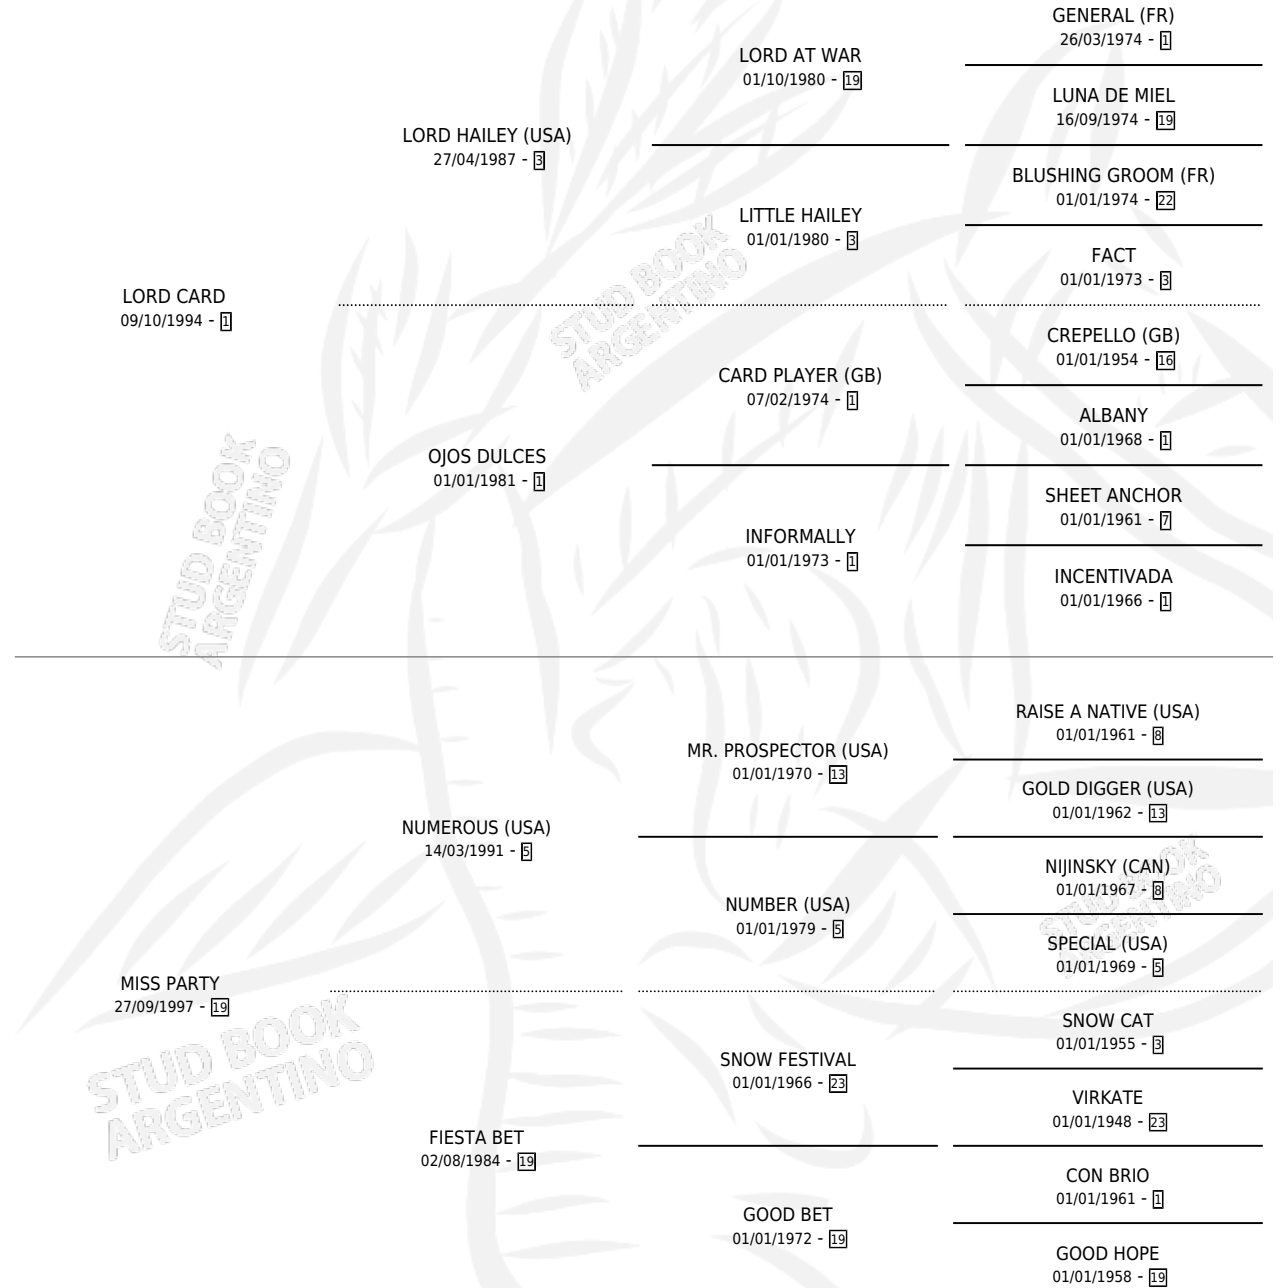 GENERAL (FR)
26/03/1974 - 1
LORD AT WAR
01/10/1980 - 19
LUNA DE MIEL
16/09/1974 - 19
LORD HAILEY (USA)
27/04/1987 - 3
BLUSHING GROOM (FR)
01/01/1974 - 22
LITTLE HAILEY
01/01/1980 - 3
FACT
01/01/1973 - 3
LORD CARD
09/10/1994 - 1
CREPELLO (GB)
01/01/1954 - 16
CARD PLAYER (GB)
07/02/1974 - 1
ALBANY
01/01/1968 - 1
OJOS DULCES
01/01/1981 - 1
SHEET ANCHOR
01/01/1961 - 7
INFORMALLY
01/01/1973 - 1
INCENTIVADA
01/01/1966 - 1
RAISE A NATIVE (USA)
01/01/1961 - 8
MR. PROSPECTOR (USA)
01/01/1970 - 13
GOLD DIGGER (USA)
01/01/1962 - 13
NUMEROUS (USA)
14/03/1991 - 5
NIJINSKY (CAN)
01/01/1967 - 8
NUMBER (USA)
01/01/1979 - 5
SPECIAL (USA)
01/01/1969 - 5
MISS PARTY
27/09/1997 - 19
SNOW CAT
01/01/1955 - 3
SNOW FESTIVAL
01/01/1966 - 23
VIRKATE
01/01/1948 - 23
FIESTA BET
02/08/1984 - 19
CON BRIO
01/01/1961 - 1
GOOD BET
01/01/1972 - 19
GOOD HOPE
01/01/1958 - 19
STUD BOOK
ARGENTINO
STUD BOOK
ARGENTINO
STUD BOOK
ARGENTINO
STUD BOOK
ARGENTINO